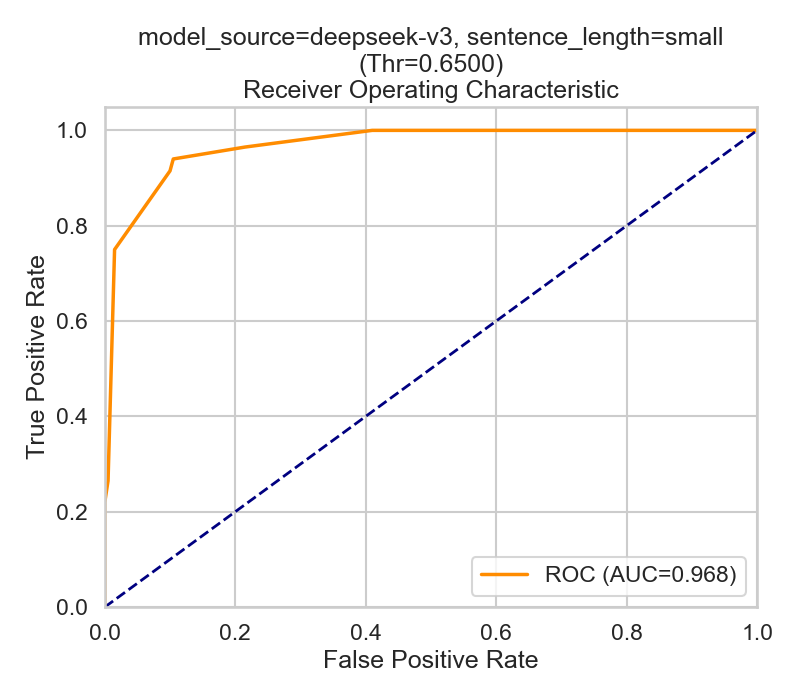 model_source=deepseek-v3, sentence_length=small
(Thr=0.6500)
Receiver Operating Characteristic
True Positive Rate
1.0
0.8
0.6
0.4
0.2
0.0
ROC (AUC=0.968)
0.0 0.2 0.4 0.6 0.8 1.0
False Positive Rate